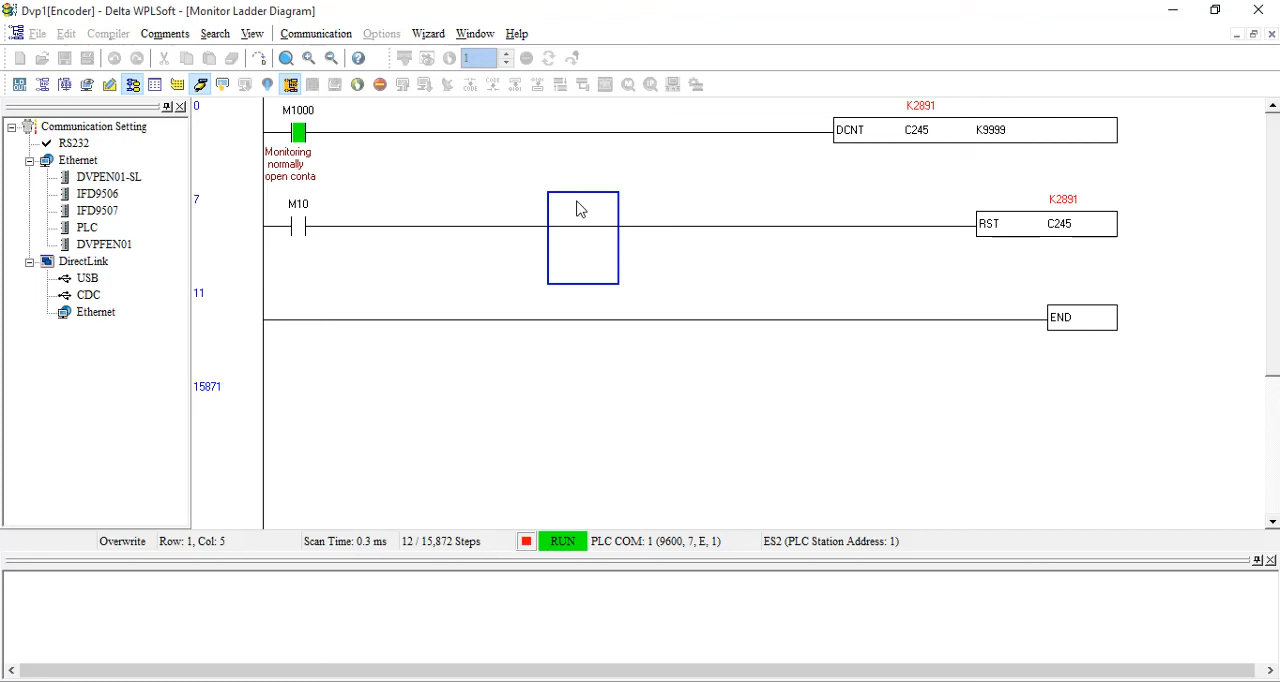 Dvp1[Encoder] - Delta WPLSoft - [Monitor Ladder Diagram]
File Edit Compiler Comments Search View Communication Options Wizard Window Help
1
Communication Setting
RS232
Ethernet
DVPEN01-SL
IFD9506
IFD9507
PLC
DVPFEN01
DirectLink
USB
CDC
Ethernet
0
M1000
K2891
DCNT C245 K9999
Monitoring
normally
open conta
7
M10
K2891
RST C245
11
END
15871
Overwrite Row: 1, Col: 5 Scan Time: 0.3 ms 12 / 15,872 Steps RUN PLC COM: 1 (9600, 7, E, 1) ES2 (PLC Station Address: 1)